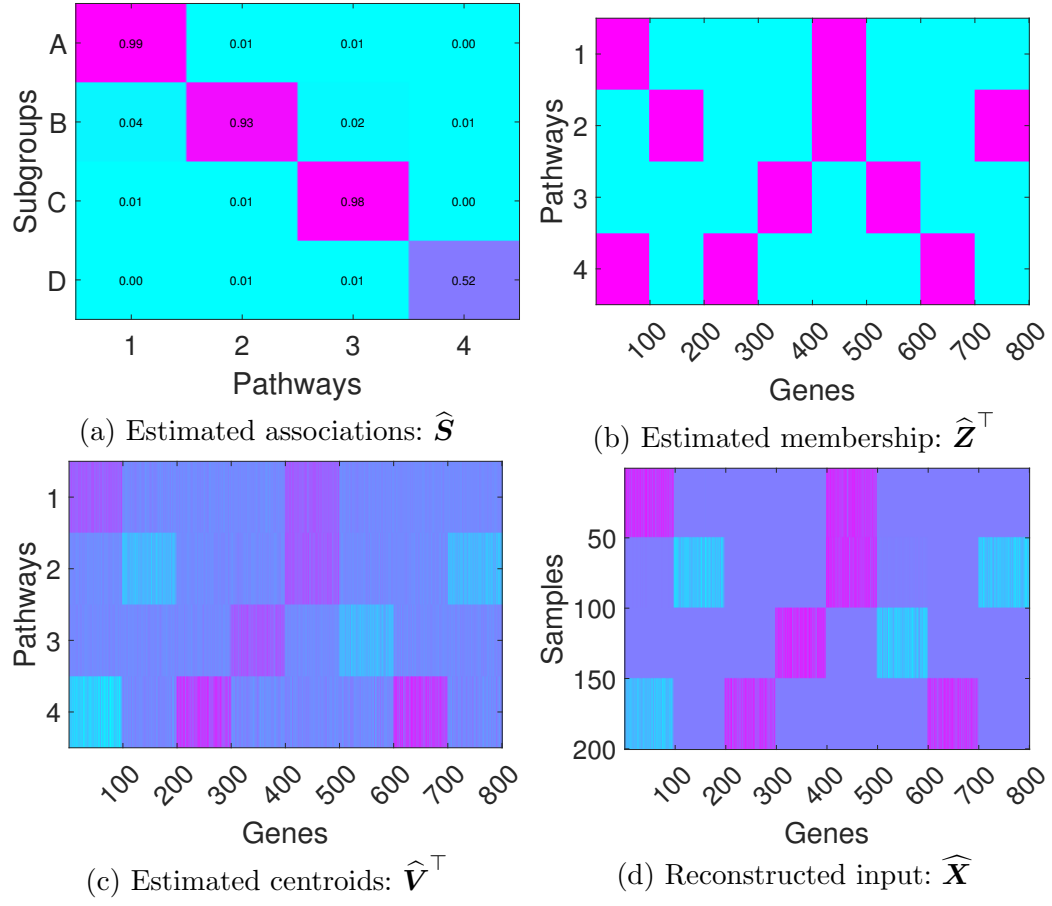 A 0.99 0.01 0.01 0.00
B 0.04 0.93 0.02 0.01
C 0.01 0.01 0.98 0.00
D 0.00 0.01 0.01 0.52
Subgroups
1 2 3 4
Pathways
(a) Estimated associations: Ŝ
1
2
3
4
Pathways
100 200 300 400 500 600 700 800
Genes
(b) Estimated membership: Ẑ⊤
1
2
3
4
Pathways
100 200 300 400 500 600 700 800
Genes
(c) Estimated centroids: V̂⊤
50
100
150
200
Samples
100 200 300 400 500 600 700 800
Genes
(d) Reconstructed input: X̂